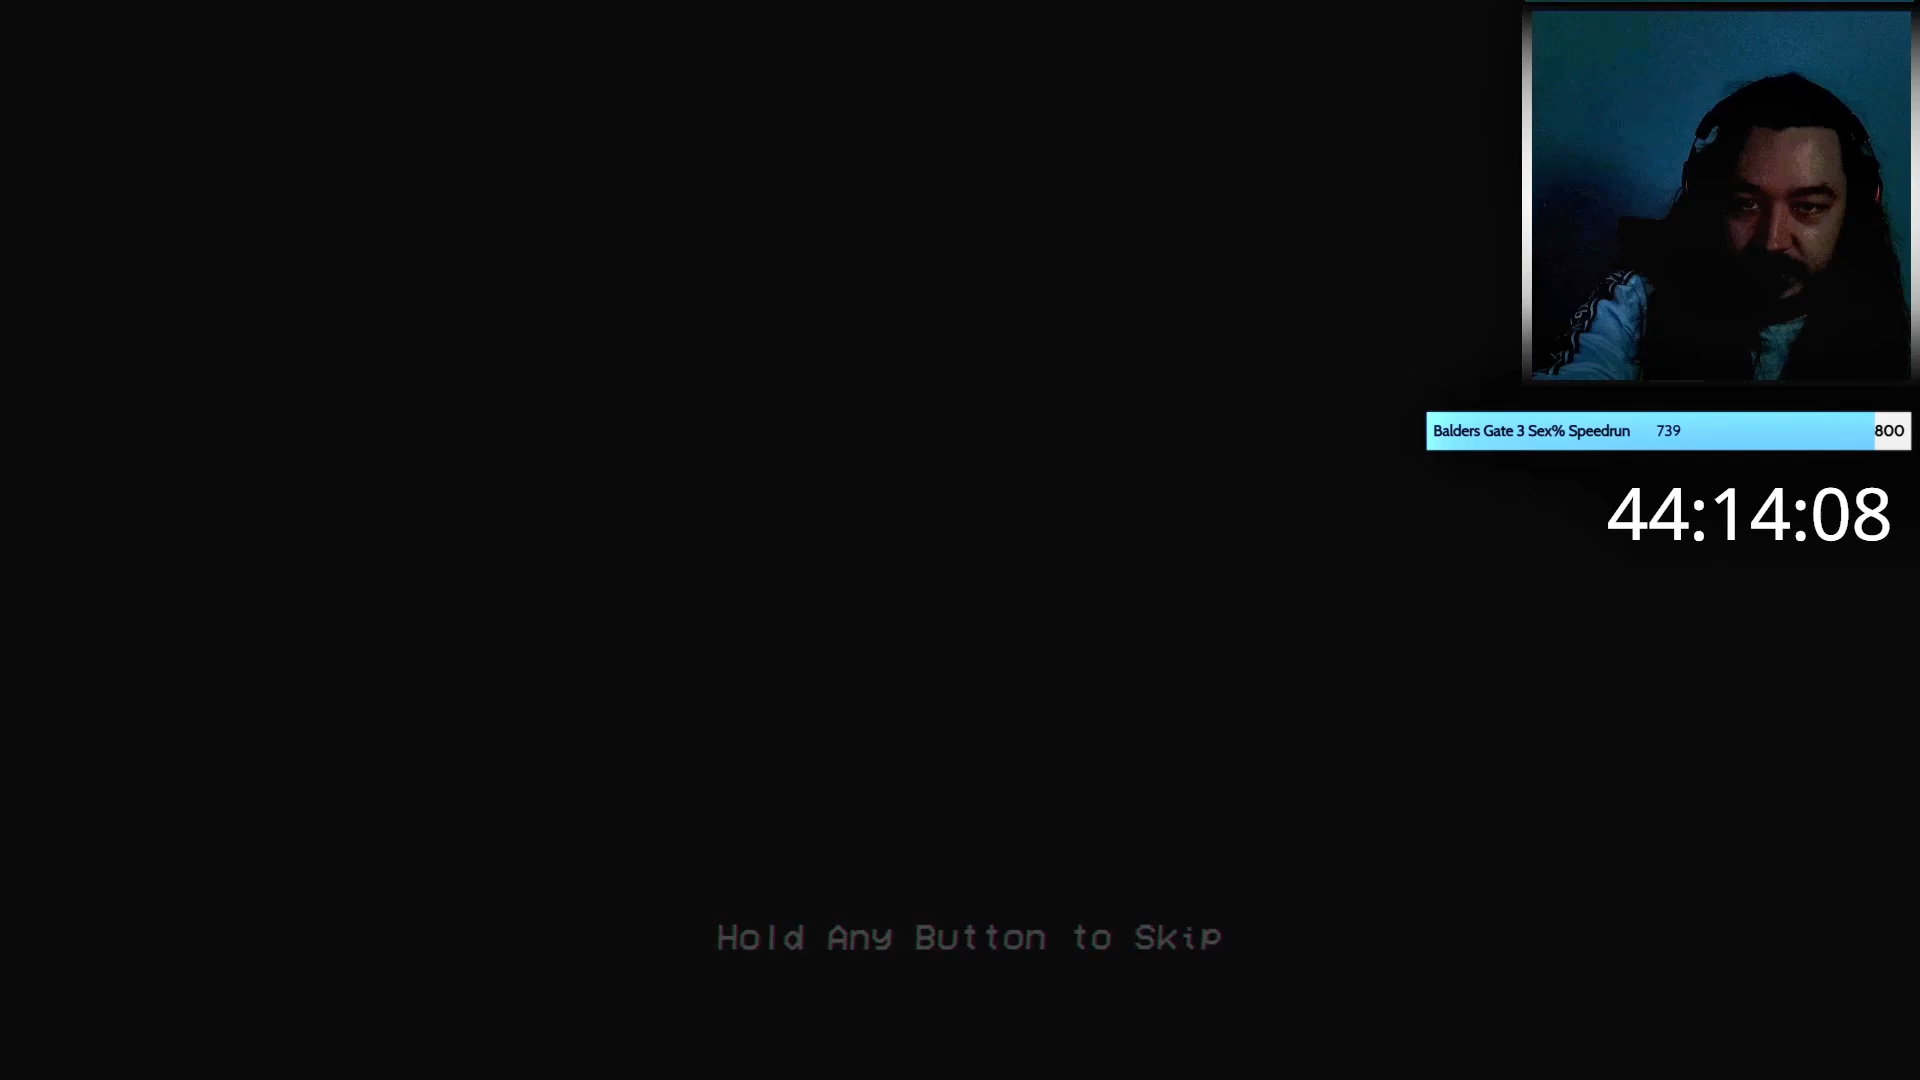 Balders Gate 3 Sex% Speedrun 739 800
44:14:08
Hold Any Button to Skip